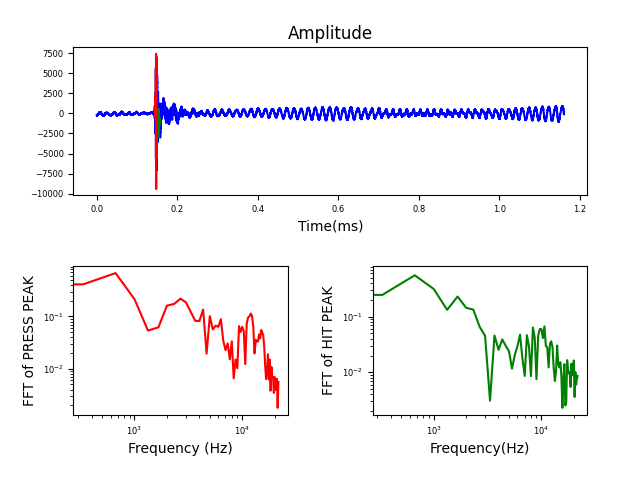 Amplitude
7500
5000
2500
0
−2500
−5000
−7500
−10000
0.0 0.2 0.4 0.6 0.8 1.0 1.2
Time(ms)
FFT of PRESS PEAK
10⁻¹
10⁻²
10³ 10⁴
Frequency (Hz)
FFT of HIT PEAK
10⁻¹
10⁻²
10³ 10⁴
Frequency(Hz)